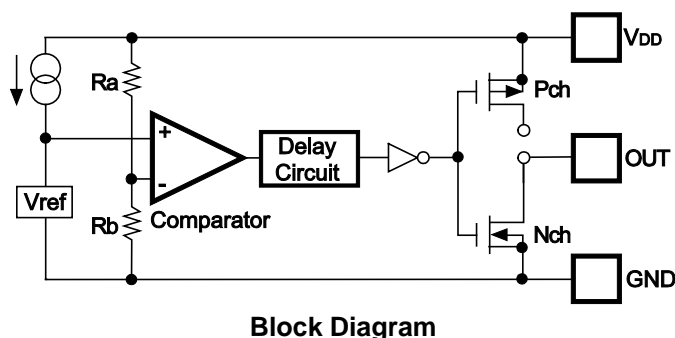 VDD
Ra
Pch
+
Delay
Circuit
OUT
-
Vref
Rb
Comparator
Nch
GND
Block Diagram